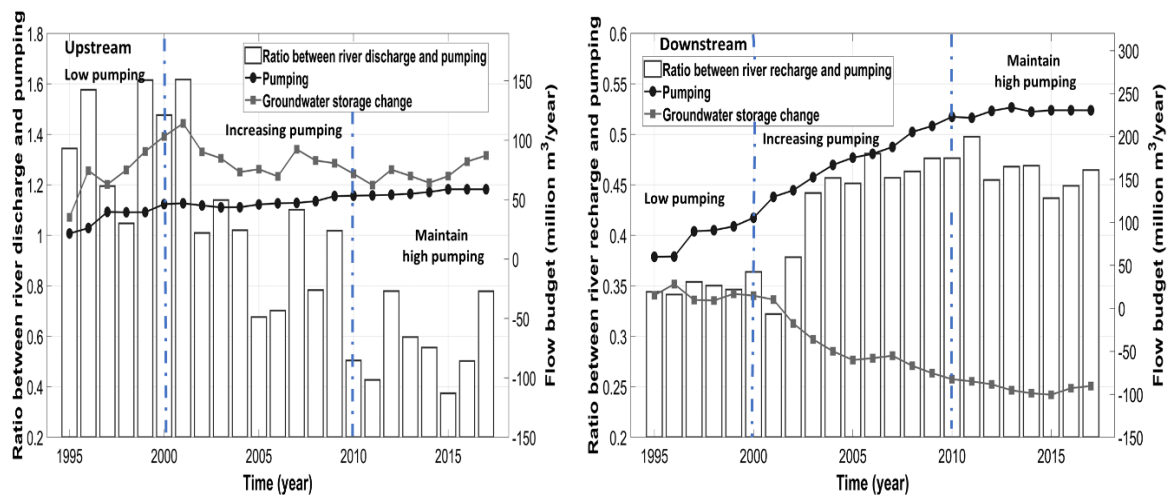 Upstream
Low pumping
Ratio between river discharge and pumping
Pumping
Groundwater storage change
Increasing pumping
Maintain
high pumping
Ratio between river discharge and pumping
1.8
1.6
1.4
1.2
1
0.8
0.6
0.4
0.2
150
100
50
0
-50
-100
-150
Flow budget (million m³/year)
1995 2000 2005 2010 2015
Time (year)
Downstream
Ratio between river recharge and pumping
Pumping
Groundwater storage change
Maintain
high pumping
Increasing pumping
Low pumping
Ratio between river recharge and pumping
0.6
0.55
0.5
0.45
0.4
0.35
0.3
0.25
0.2
300
250
200
150
100
50
0
-50
-100
-150
Flow budget (million m³/year)
1995 2000 2005 2010 2015
Time (year)